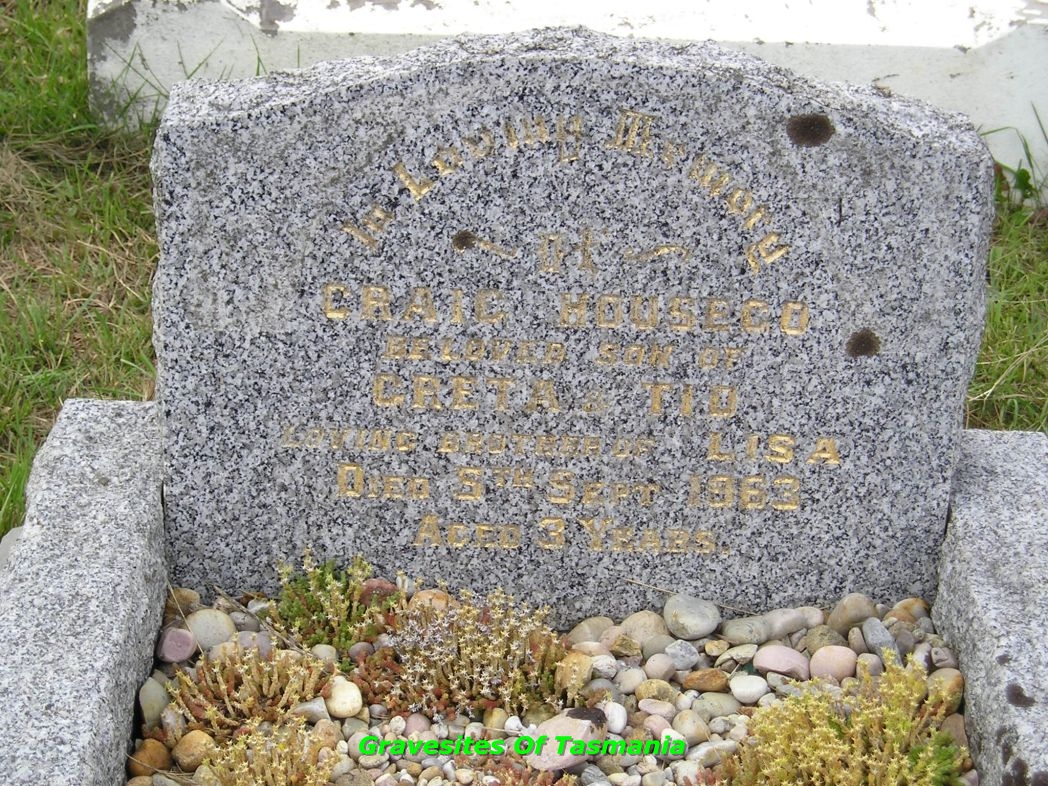 In Loving Memory
of
CRAIG HOUSEGO
BELOVED SON OF
GRETA & TID
LOVING BROTHER OF LISA
DIED 5TH SEPT 1963
AGED 3 YEARS.
Gravesites Of Tasmania